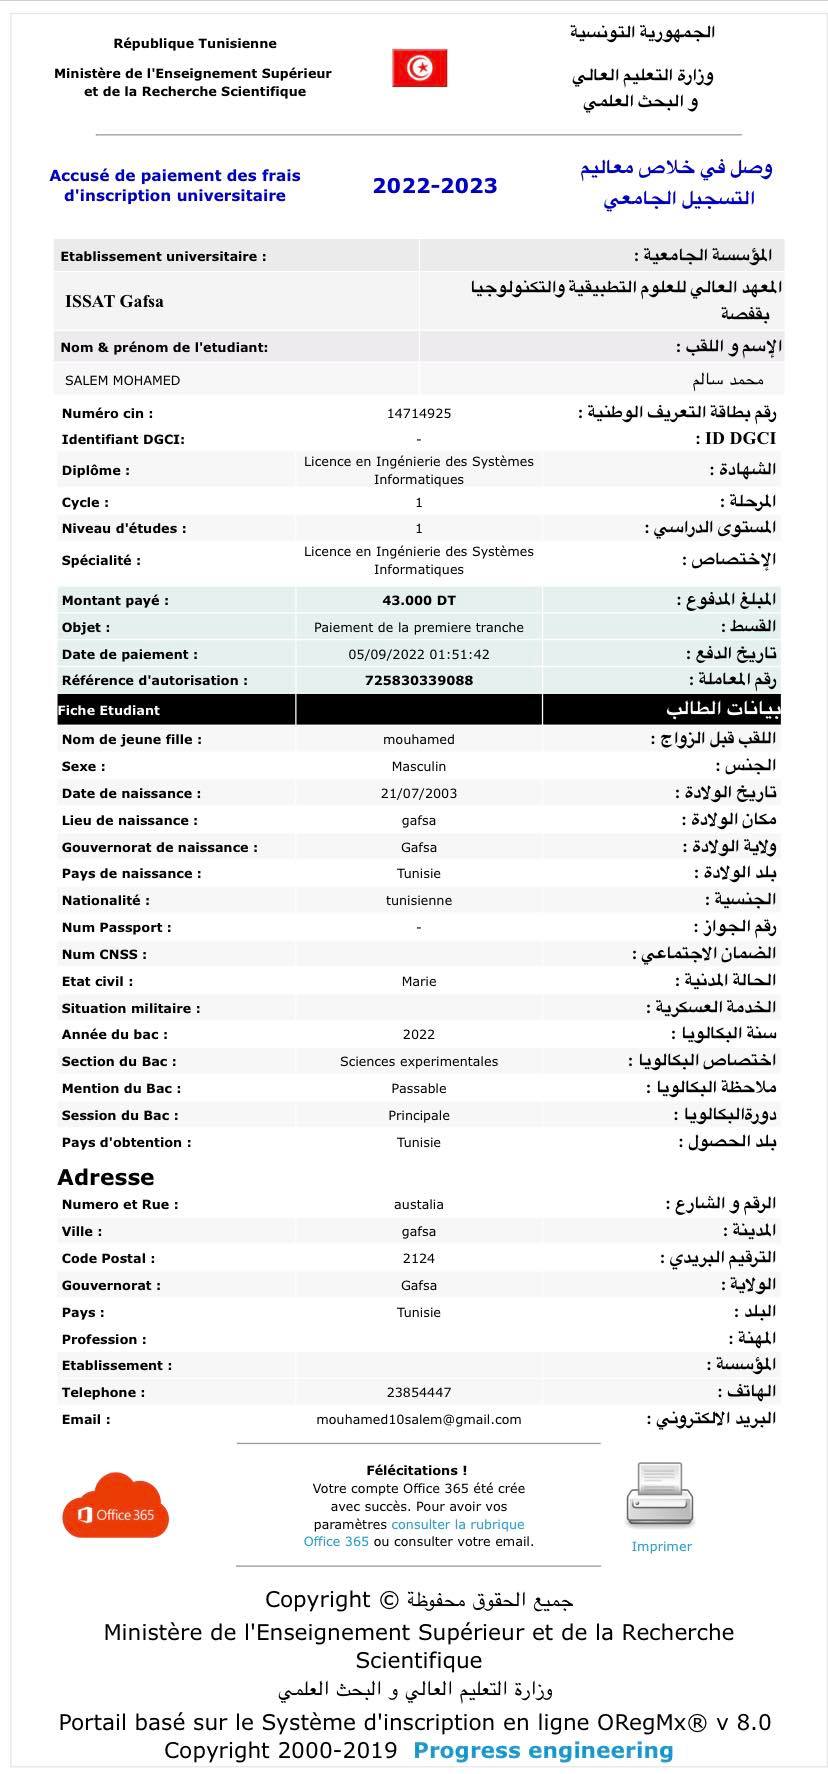 République Tunisienne
الجمهورية التونسية
Ministère de l'Enseignement Supérieur
et de la Recherche Scientifique
وزارة التعليم العالي
و البحث العلمي
Accusé de paiement des frais
d'inscription universitaire
2022-2023
وصل في خلاص معاليم
التسجيل الجامعي
Etablissement universitaire :
المؤسسة الجامعية :
ISSAT Gafsa
المعهد العالي للعلوم التطبيقية والتكنولوجيا
بقفصة
Nom & prénom de l'etudiant:
الإسم و اللقب :
SALEM MOHAMED
محمد سالم
Numéro cin : 14714925 رقم بطاقة التعريف الوطنية :
Identifiant DGCI: - ID DGCI :
Diplôme : Licence en Ingénierie des Systèmes
Informatiques الشهادة :
Cycle : 1 المرحلة :
Niveau d'études : 1 المستوى الدراسي :
Spécialité : Licence en Ingénierie des Systèmes
Informatiques الإختصاص :
Montant payé : 43.000 DT المبلغ المدفوع :
Objet : Paiement de la premiere tranche القسط :
Date de paiement : 05/09/2022 01:51:42 تاريخ الدفع :
Référence d'autorisation : 725830339088 رقم المعاملة :
Fiche Etudiant بيانات الطالب
Nom de jeune fille : mouhamed اللقب قبل الزواج :
Sexe : Masculin الجنس :
Date de naissance : 21/07/2003 تاريخ الولادة :
Lieu de naissance : gafsa مكان الولادة :
Gouvernorat de naissance : Gafsa ولاية الولادة :
Pays de naissance : Tunisie بلد الولادة :
Nationalité : tunisienne الجنسية :
Num Passport : - رقم الجواز :
Num CNSS : الضمان الاجتماعي :
Etat civil : Marie الحالة المدنية :
Situation militaire : الخدمة العسكرية :
Année du bac : 2022 سنة البكالويا :
Section du Bac : Sciences experimentales اختصاص البكالويا :
Mention du Bac : Passable ملاحظة البكالويا :
Session du Bac : Principale دورةالبكالويا :
Pays d'obtention : Tunisie بلد الحصول :
Adresse
Numero et Rue : austalia الرقم و الشارع :
Ville : gafsa المدينة :
Code Postal : 2124 الترقيم البريدي :
Gouvernorat : Gafsa الولاية :
Pays : Tunisie البلد :
Profession : المهنة :
Etablissement : المؤسسة :
Telephone : 23854447 الهاتف :
Email : mouhamed10salem@gmail.com البريد الالكتروني :
Office 365
Félécitations !
Votre compte Office 365 été crée
avec succès. Pour avoir vos
paramètres consulter la rubrique
Office 365 ou consulter votre email.
Imprimer
Copyright © جميع الحقوق محفوظة
Ministère de l'Enseignement Supérieur et de la Recherche
Scientifique
وزارة التعليم العالي و البحث العلمي
Portail basé sur le Système d'inscription en ligne ORegMx® v 8.0
Copyright 2000-2019 Progress engineering